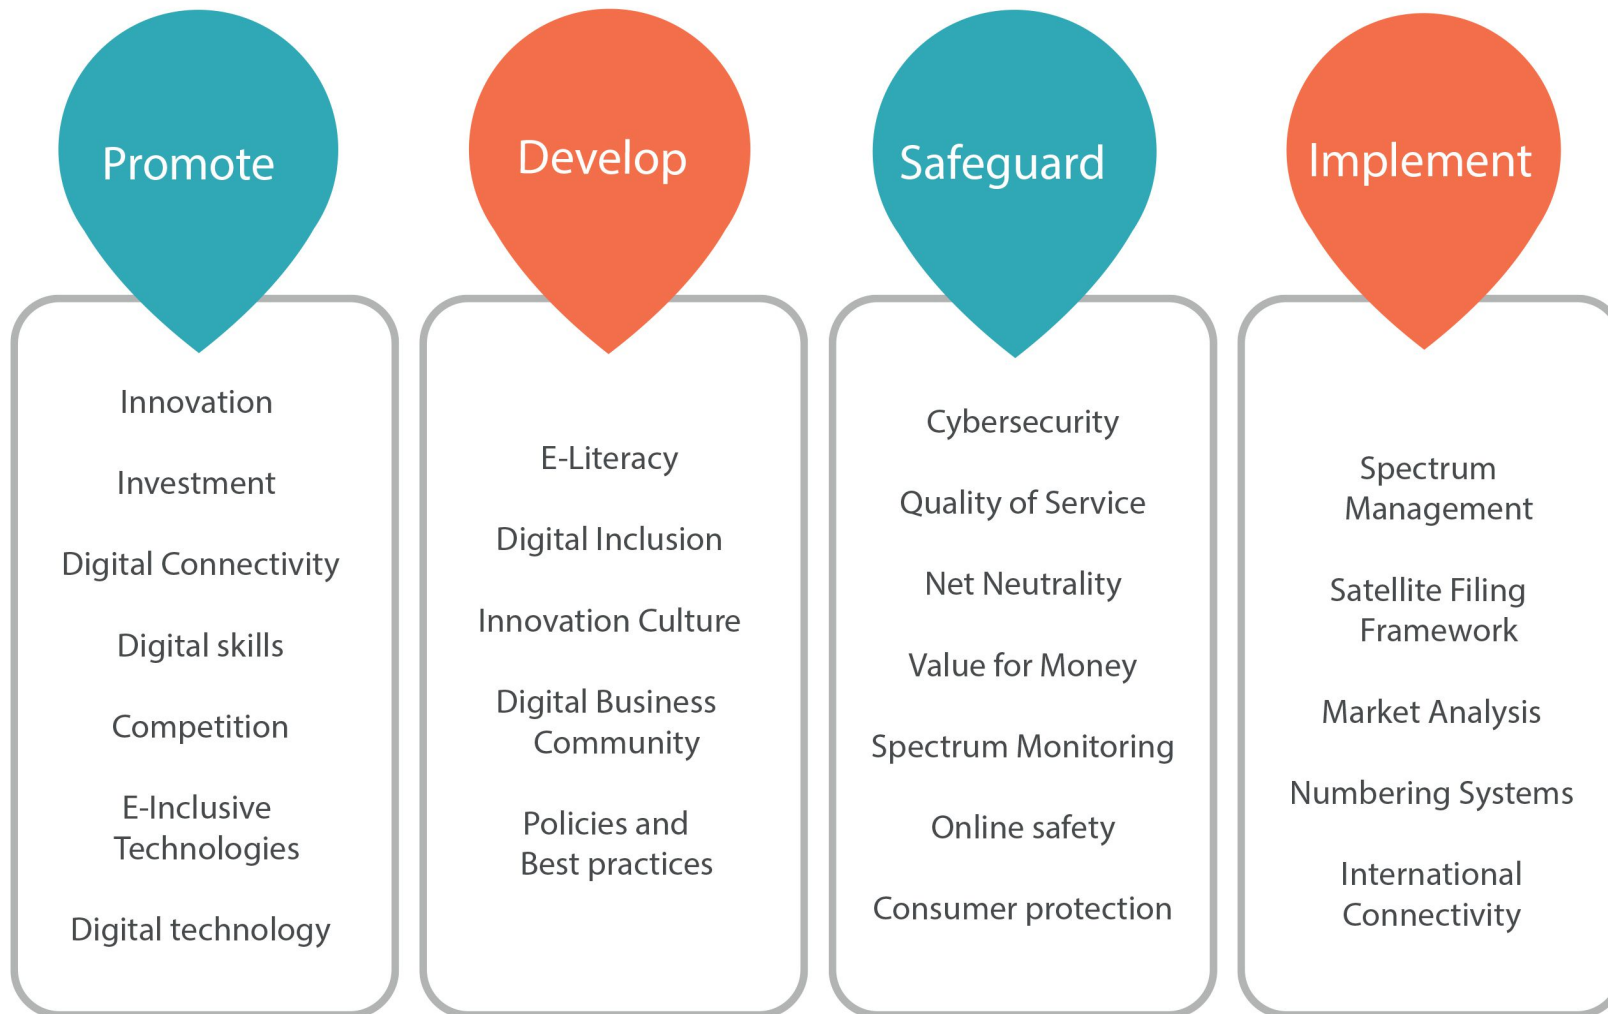 Promote
Innovation
Investment
Digital Connectivity
Digital skills
Competition
E-Inclusive
Technologies
Digital technology
Develop
E-Literacy
Digital Inclusion
Innovation Culture
Digital Business
Community
Policies and
Best practices
Safeguard
Cybersecurity
Quality of Service
Net Neutrality
Value for Money
Spectrum Monitoring
Online safety
Consumer protection
Implement
Spectrum
Management
Satellite Filing
Framework
Market Analysis
Numbering Systems
International
Connectivity